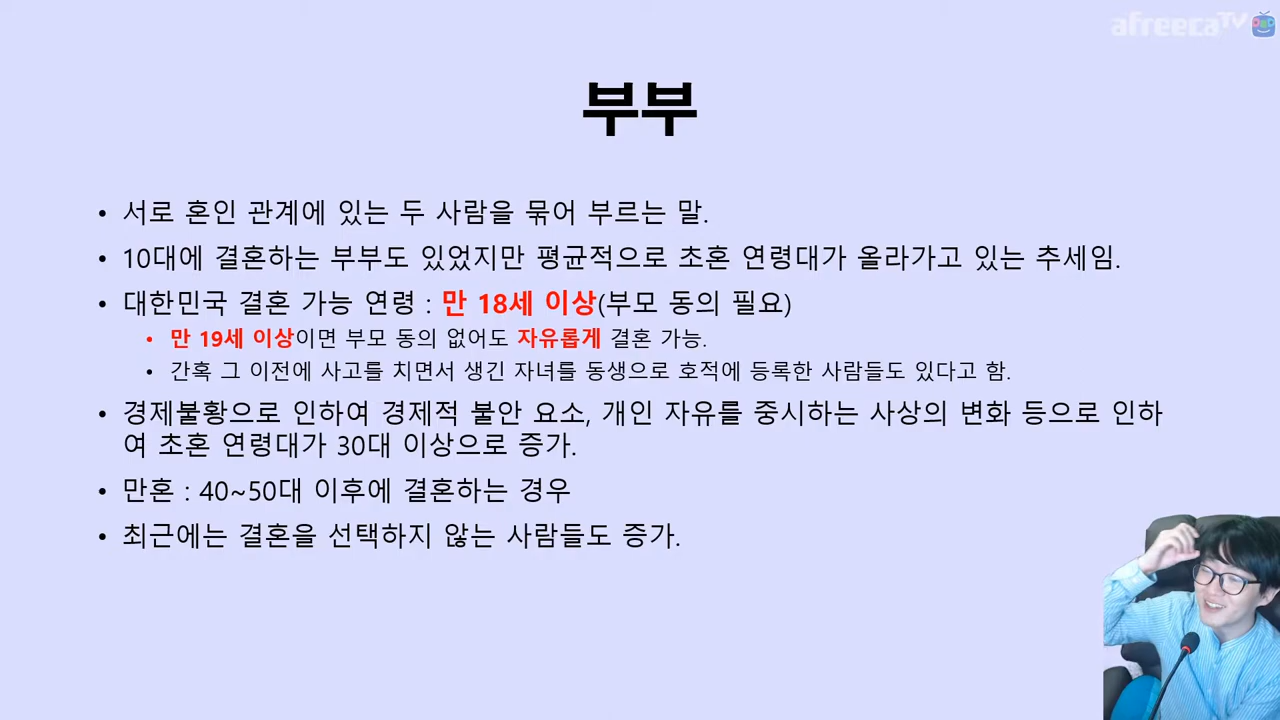 afreecaTV
부부
• 서로 혼인 관계에 있는 두 사람을 묶어 부르는 말.
• 10대에 결혼하는 부부도 있었지만 평균적으로 초혼 연령대가 올라가고 있는 추세임.
• 대한민국 결혼 가능 연령 : 만 18세 이상(부모 동의 필요)
• 만 19세 이상이면 부모 동의 없어도 자유롭게 결혼 가능.
• 간혹 그 이전에 사고를 치면서 생긴 자녀를 동생으로 호적에 등록한 사람들도 있다고 함.
• 경제불황으로 인하여 경제적 불안 요소, 개인 자유를 중시하는 사상의 변화 등으로 인하
여 초혼 연령대가 30대 이상으로 증가.
• 만혼 : 40~50대 이후에 결혼하는 경우
• 최근에는 결혼을 선택하지 않는 사람들도 증가.